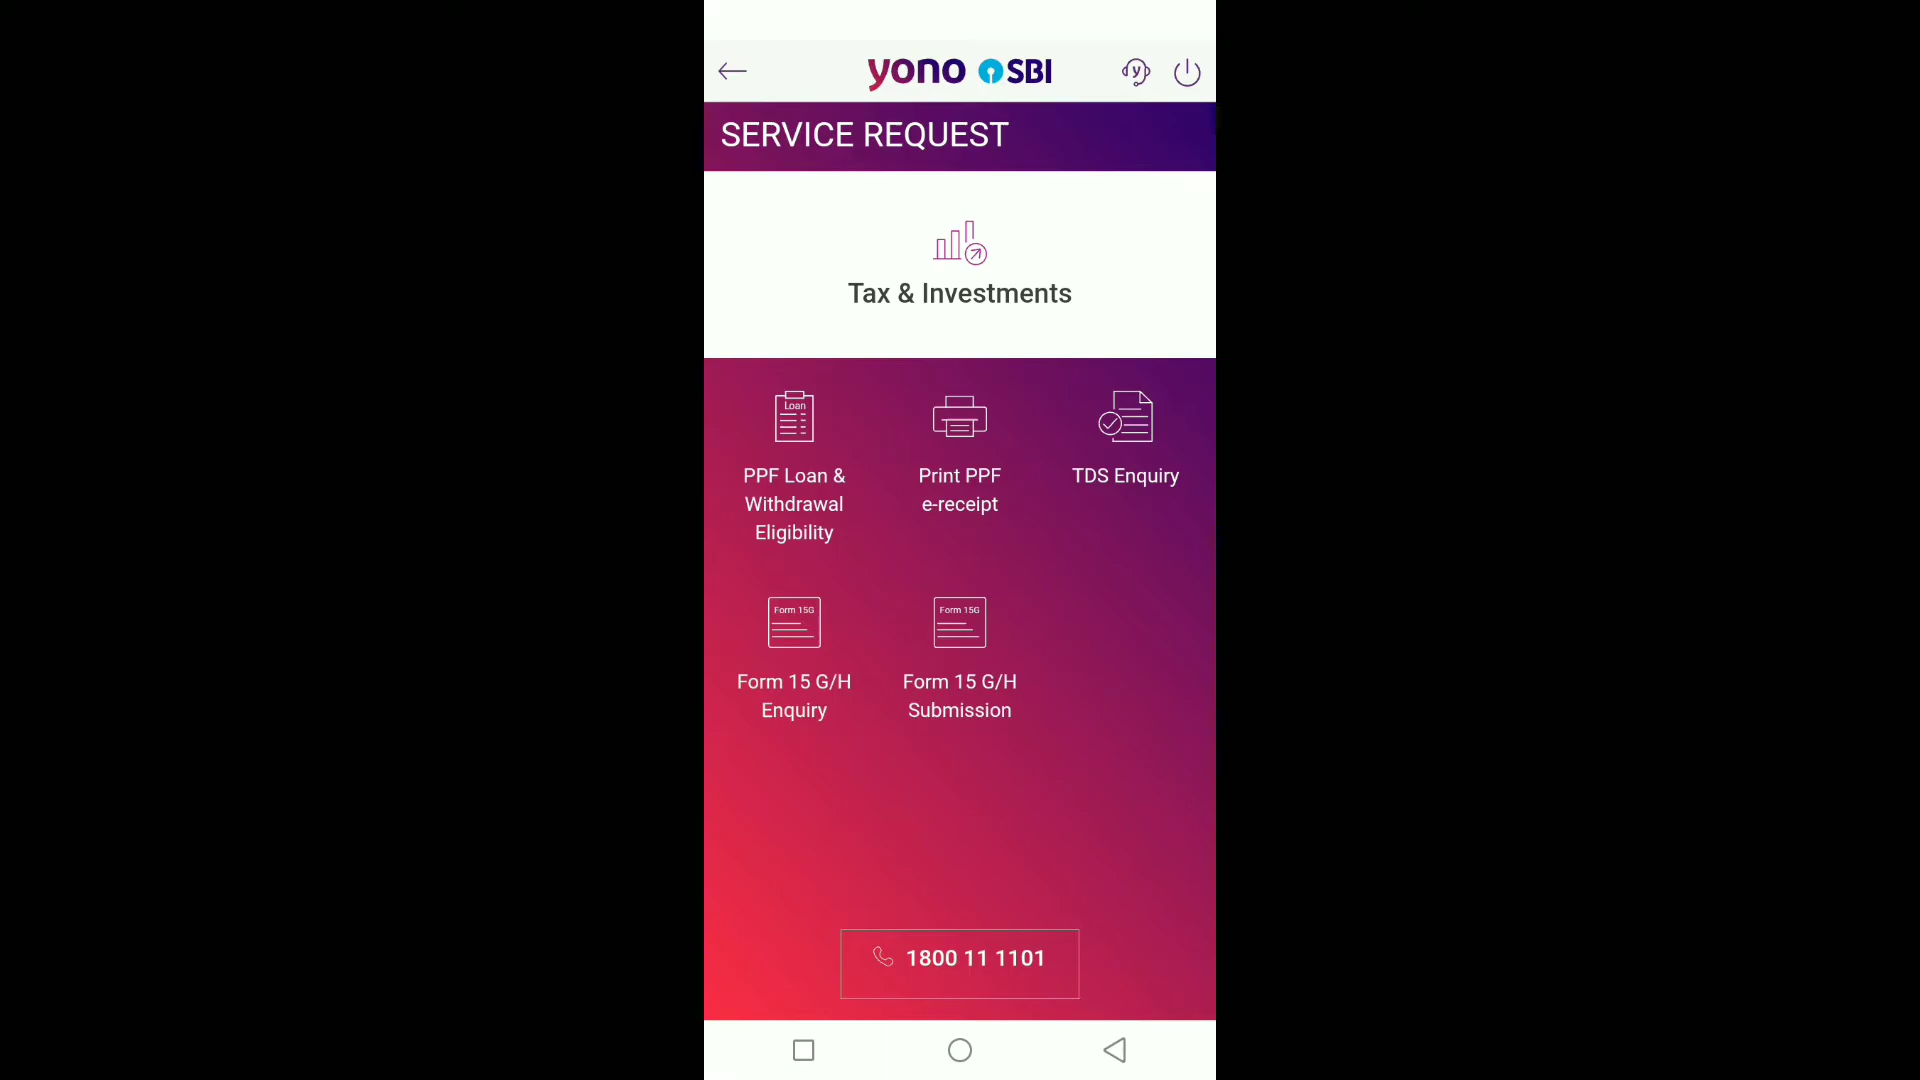 yono SBI
SERVICE REQUEST
Tax & Investments
Loan
PPF Loan &
Withdrawal
Eligibility
Print PPF
e-receipt
TDS Enquiry
Form 15G
Form 15 G/H
Enquiry
Form 15G
Form 15 G/H
Submission
1800 11 1101